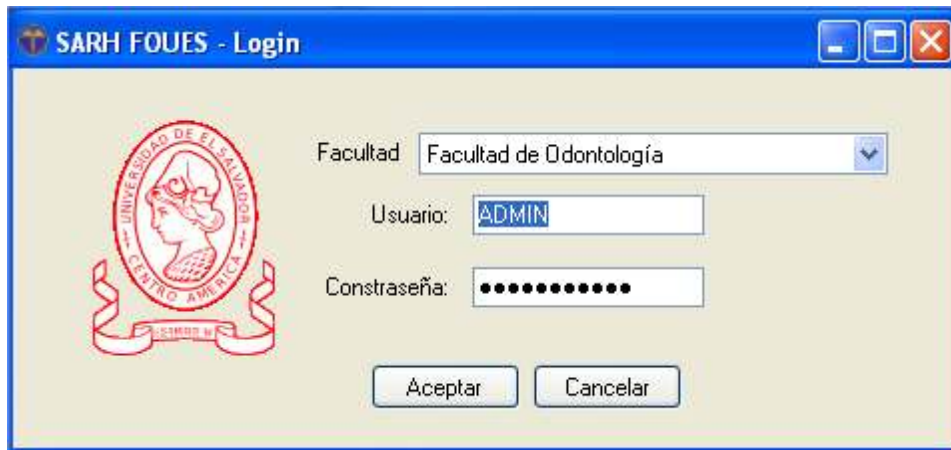 SARH FOUES - Login
UNIVERSIDAD DE EL SALVADOR
CENTRO AMERICA
Facultad Facultad de Odontología
Usuario: ADMIN
Constraseña: ●●●●●●●●●●●
Aceptar Cancelar